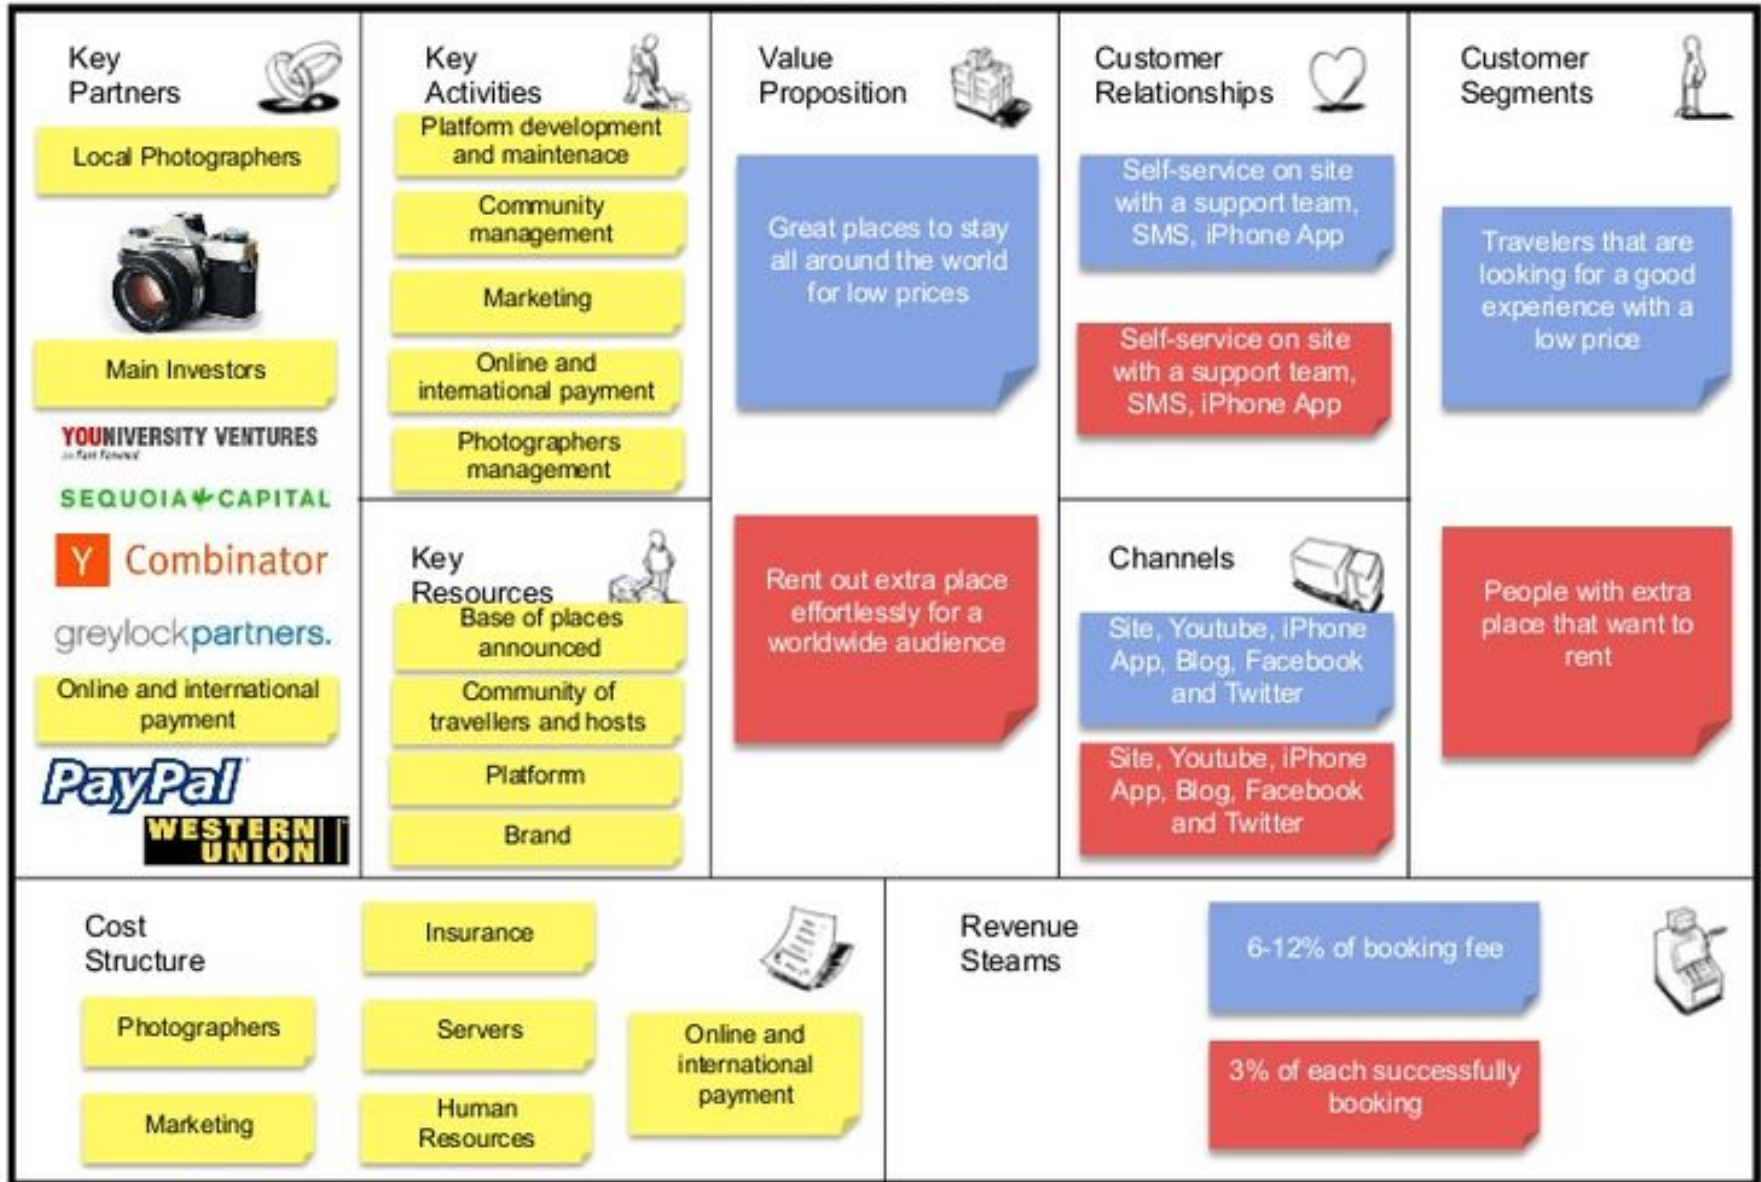 Key
Partners
Local Photographers
Main Investors
YOUNIVERSITY VENTURES
SEQUOIA CAPITAL
Y Combinator
greylockpartners.
Online and international
payment
PayPal
WESTERN
UNION
Key
Activities
Platform development
and maintenace
Community
management
Marketing
Online and
international payment
Photographers
management
Key
Resources
Base of places
announced
Community of
travellers and hosts
Platform
Brand
Value
Proposition
Great places to stay
all around the world
for low prices
Rent out extra place
effortlessly for a
worldwide audience
Customer
Relationships
Self-service on site
with a support team,
SMS, iPhone App
Self-service on site
with a support team,
SMS, iPhone App
Channels
Site, Youtube, iPhone
App, Blog, Facebook
and Twitter
Site, Youtube, iPhone
App, Blog, Facebook
and Twitter
Customer
Segments
Travelers that are
looking for a good
experience with a
low price
People with extra
place that want to
rent
Cost
Structure
Insurance
Photographers
Servers
Online and
international
payment
Marketing
Human
Resources
Revenue
Steams
6-12% of booking fee
3% of each successfully
booking